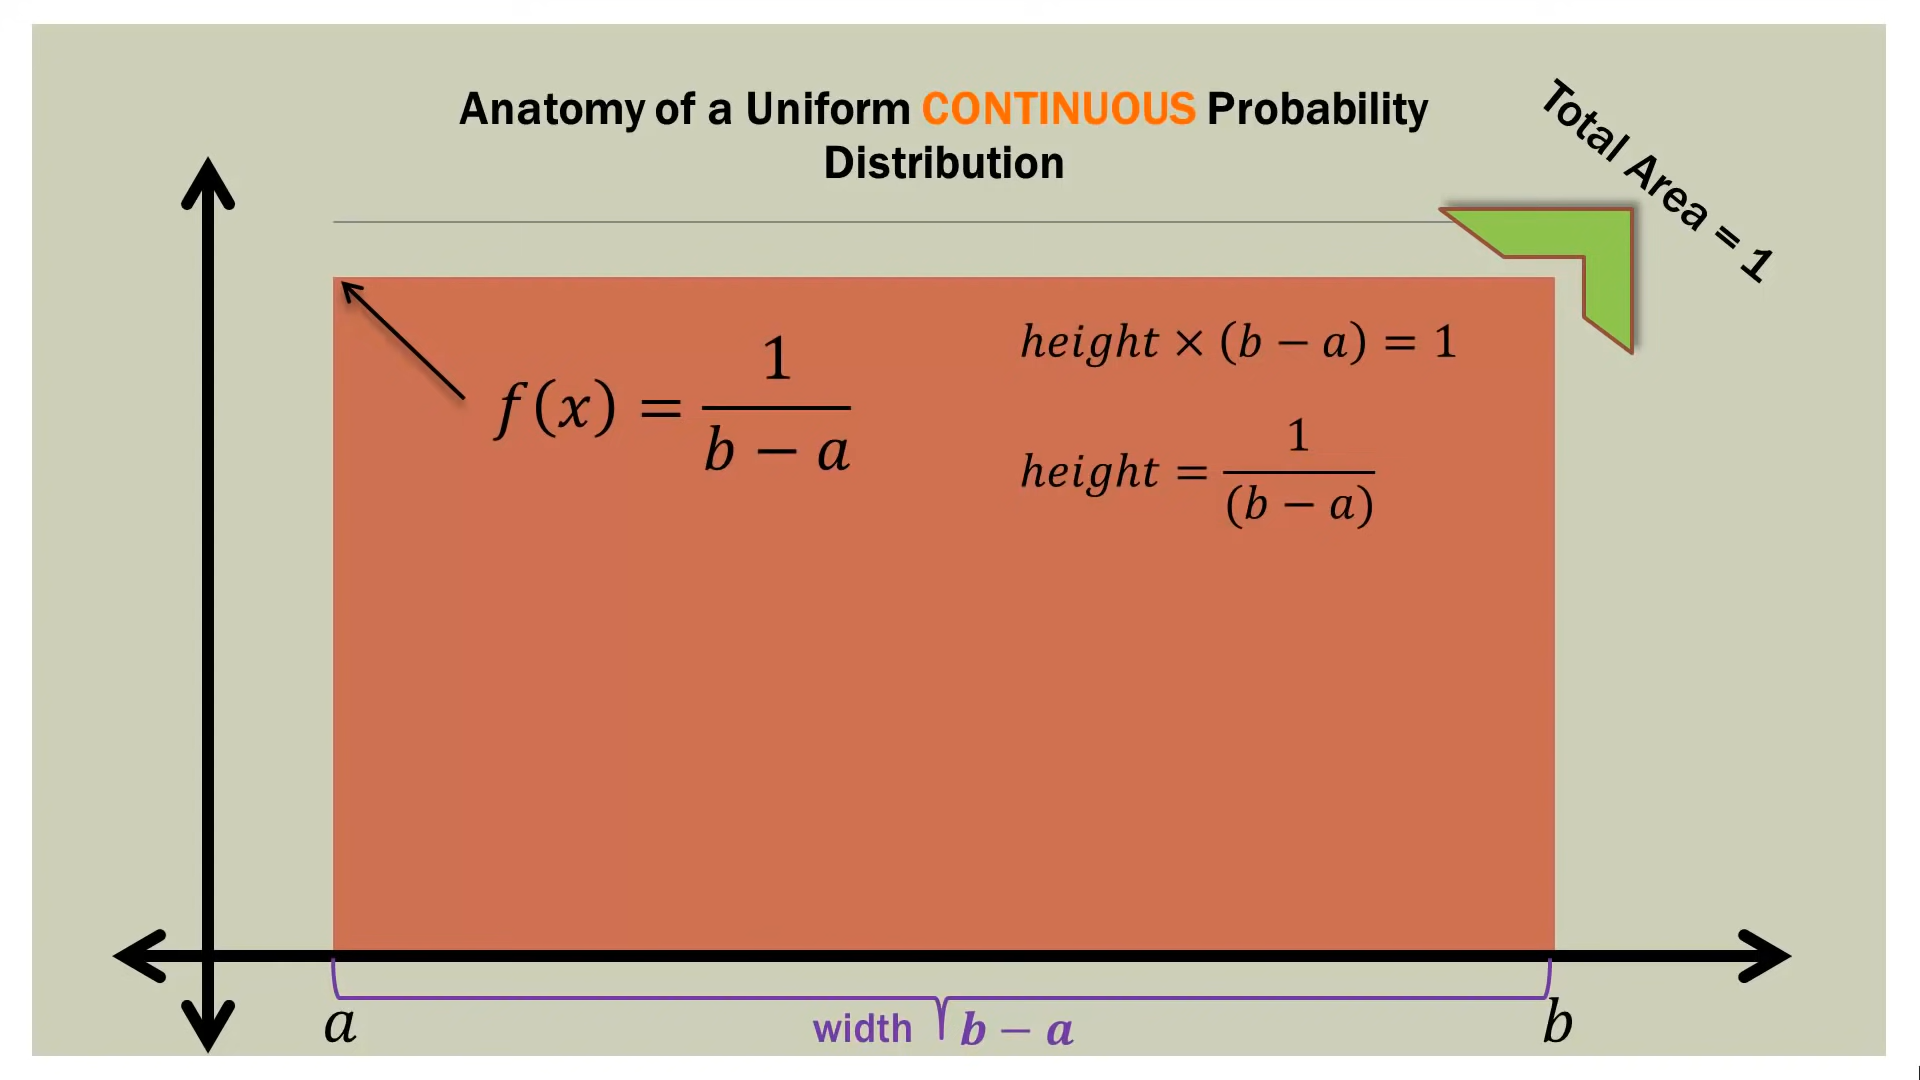 Anatomy of a Uniform CONTINUOUS Probability
Distribution
Total Area = 1
f(x) = 1/(b − a)
height × (b − a) = 1
height = 1/(b − a)
a
width b − a
b